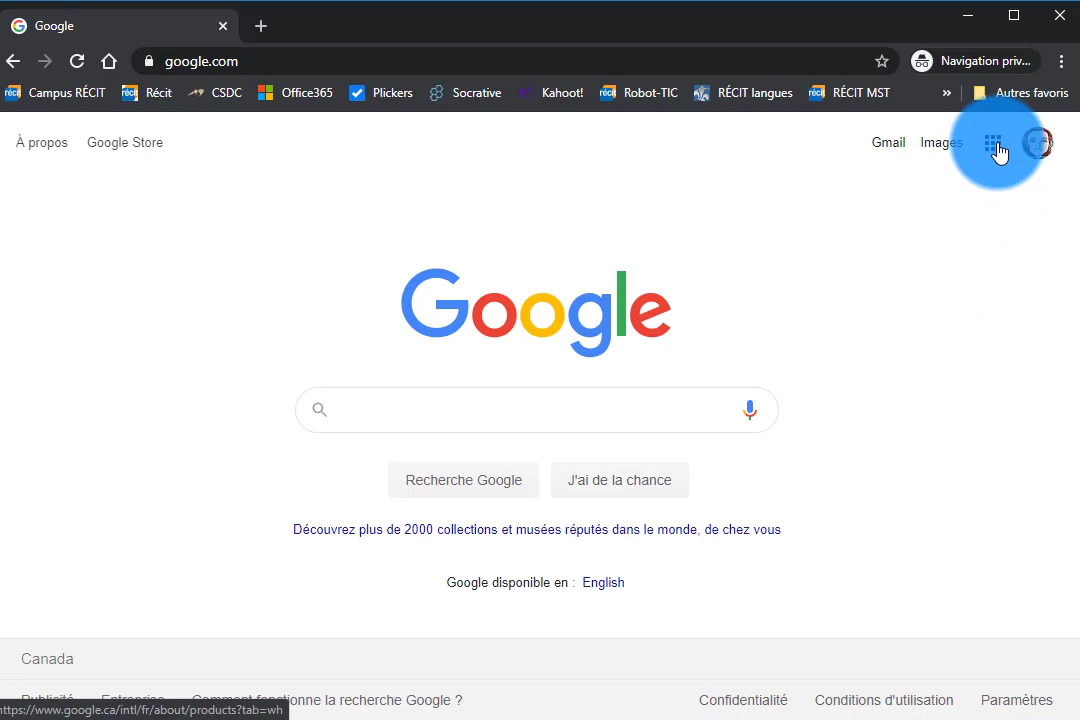 Google
google.com
Navigation priv...
Campus RÉCIT Récit CSDC Office365 Plickers Socrative Kahoot! Robot-TIC RÉCIT langues RÉCIT MST » Autres favoris
À propos Google Store Gmail Images
Google
Recherche Google J'ai de la chance
Découvrez plus de 2000 collections et musées réputés dans le monde, de chez vous
Google disponible en : English
Canada
Publicité Entreprise Comment fonctionne la recherche Google ? Confidentialité Conditions d'utilisation Paramètres
https://www.google.ca/intl/fr/about/products?tab=wh